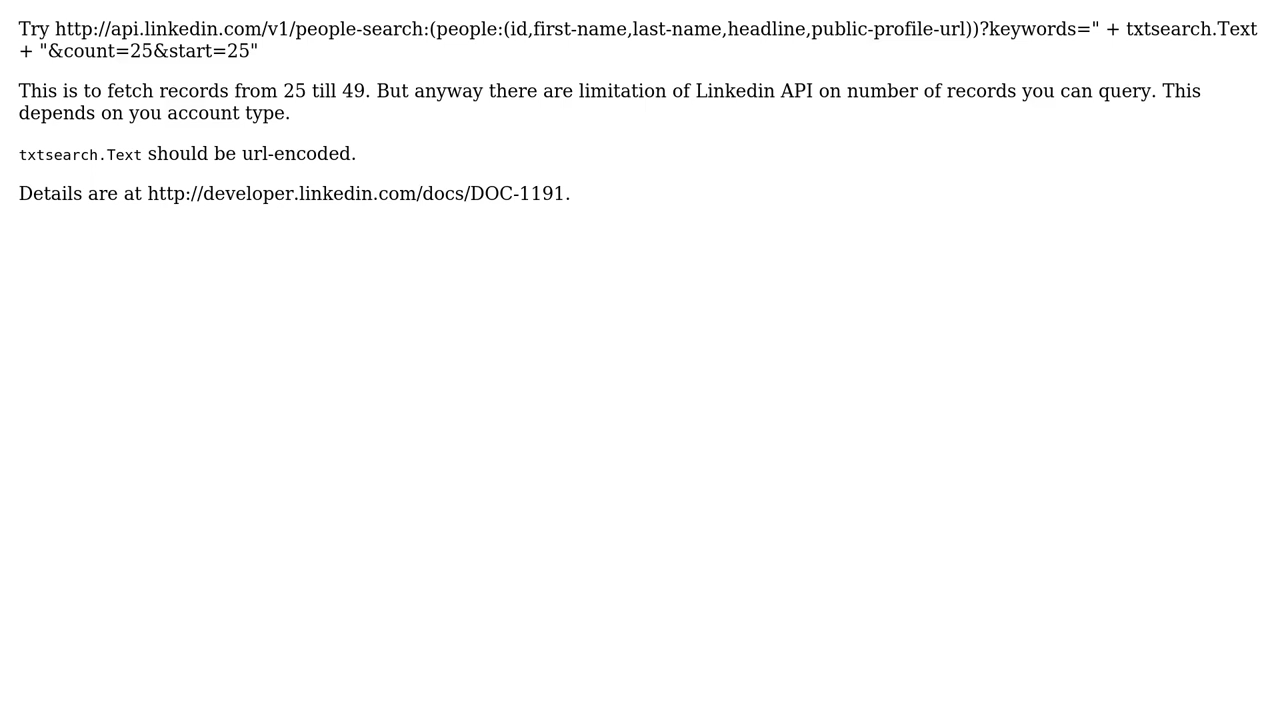 Try http://api.linkedin.com/v1/people-search:(people:(id,first-name,last-name,headline,public-profile-url))?keywords=" + txtsearch.Text
+ "&count=25&start=25"
This is to fetch records from 25 till 49. But anyway there are limitation of Linkedin API on number of records you can query. This
depends on you account type.
txtsearch.Text should be url-encoded.
Details are at http://developer.linkedin.com/docs/DOC-1191.